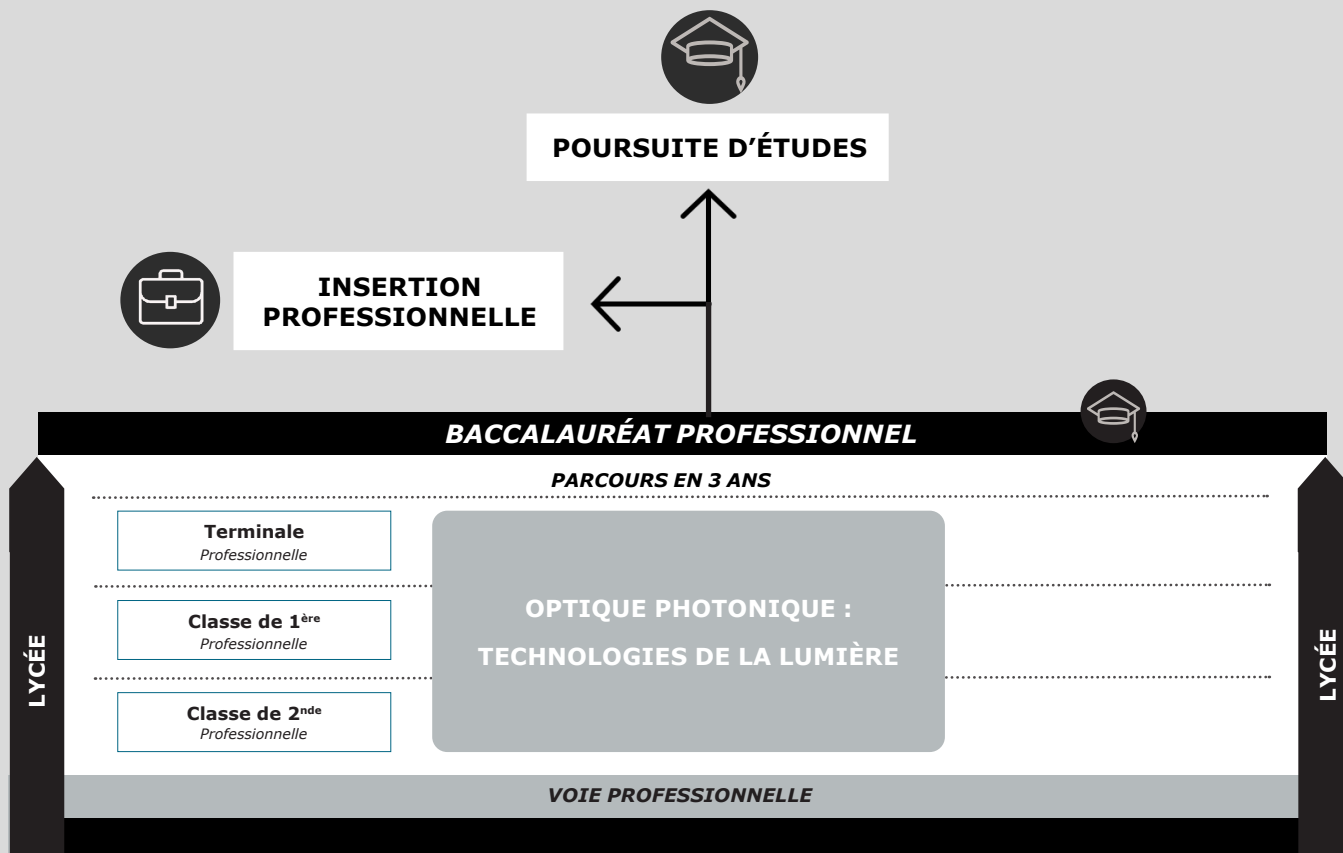 POURSUITE D’ÉTUDES
INSERTION
PROFESSIONNELLE
BACCALAURÉAT PROFESSIONNEL
PARCOURS EN 3 ANS
Terminale
Professionnelle
Classe de 1ère
Professionnelle
Classe de 2nde
Professionnelle
OPTIQUE PHOTONIQUE :
TECHNOLOGIES DE LA LUMIÈRE
LYCÉE
LYCÉE
VOIE PROFESSIONNELLE